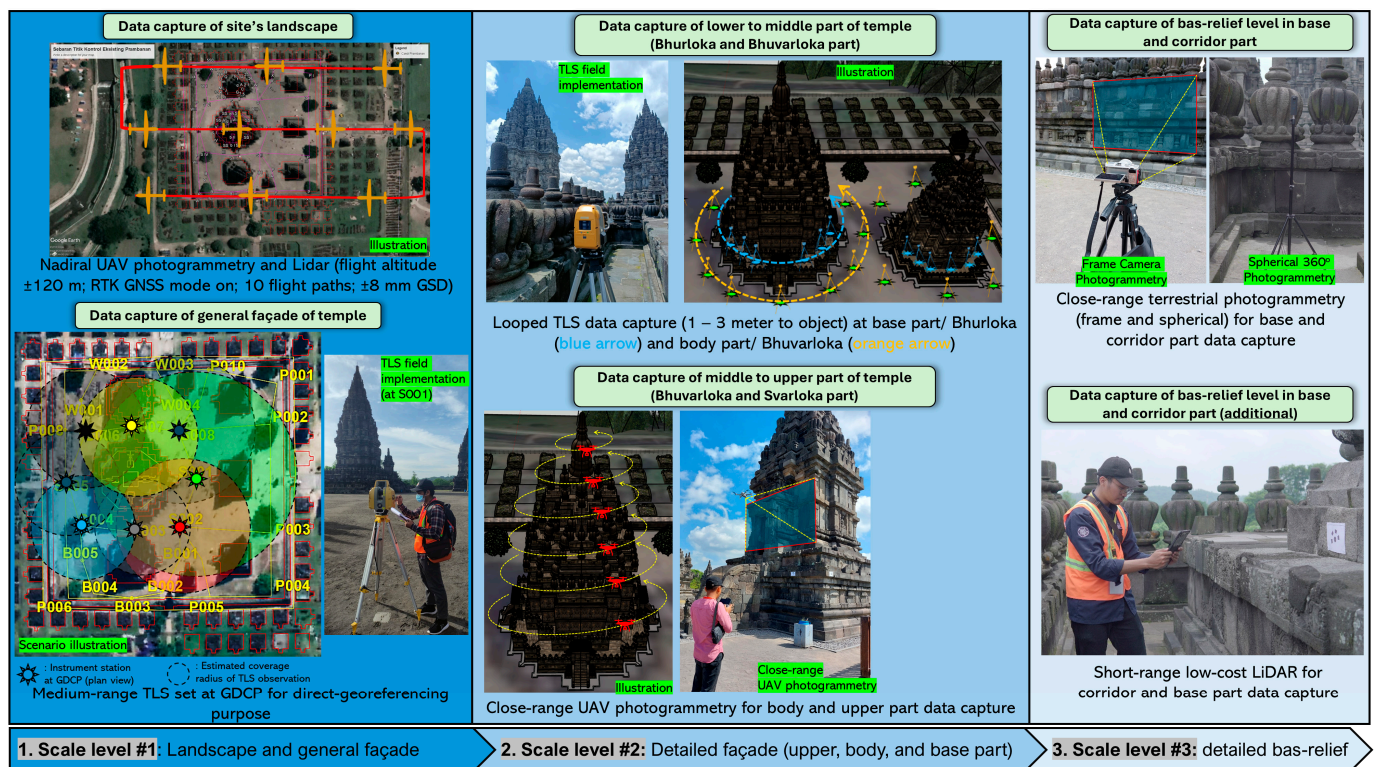 Data capture of site's landscape
Sebaran Titik Kontrol Eksisting Prambanan
Legend
Google Earth
Illustration
Nadiral UAV photogrammetry and Lidar (flight altitude
±120 m; RTK GNSS mode on; 10 flight paths; ±8 mm GSD)
Data capture of general façade of temple
W002
W003
P010
P001
W001
W004
P002
P003
B005
B001
B004
B002
P004
P006
B003
P005
Scenario illustration
TLS field
implementation
(at S001)
: Instrument station
at GDCP (plan view)
: Estimated coverage
radius of TLS observation
Medium-range TLS set at GDCP for direct-georeferencing
purpose
Data capture of lower to middle part of temple
(Bhurloka and Bhuvarloka part)
TLS field
implementation
Illustration
Looped TLS data capture (1 – 3 meter to object) at base part/ Bhurloka
(blue arrow) and body part/ Bhuvarloka (orange arrow)
Data capture of middle to upper part of temple
(Bhuvarloka and Svarloka part)
Illustration
Close-range
UAV photogrammetry
Close-range UAV photogrammetry for body and upper part data capture
Data capture of bas-relief level in base
and corridor part
Frame Camera
Photogrammetry
Spherical 360°
Photogrammetry
Close-range terrestrial photogrammetry
(frame and spherical) for base and
corridor part data capture
Data capture of bas-relief level in base
and corridor part (additional)
Short-range low-cost LiDAR for
corridor and base part data capture
1. Scale level #1: Landscape and general façade
2. Scale level #2: Detailed façade (upper, body, and base part)
3. Scale level #3: detailed bas-relief